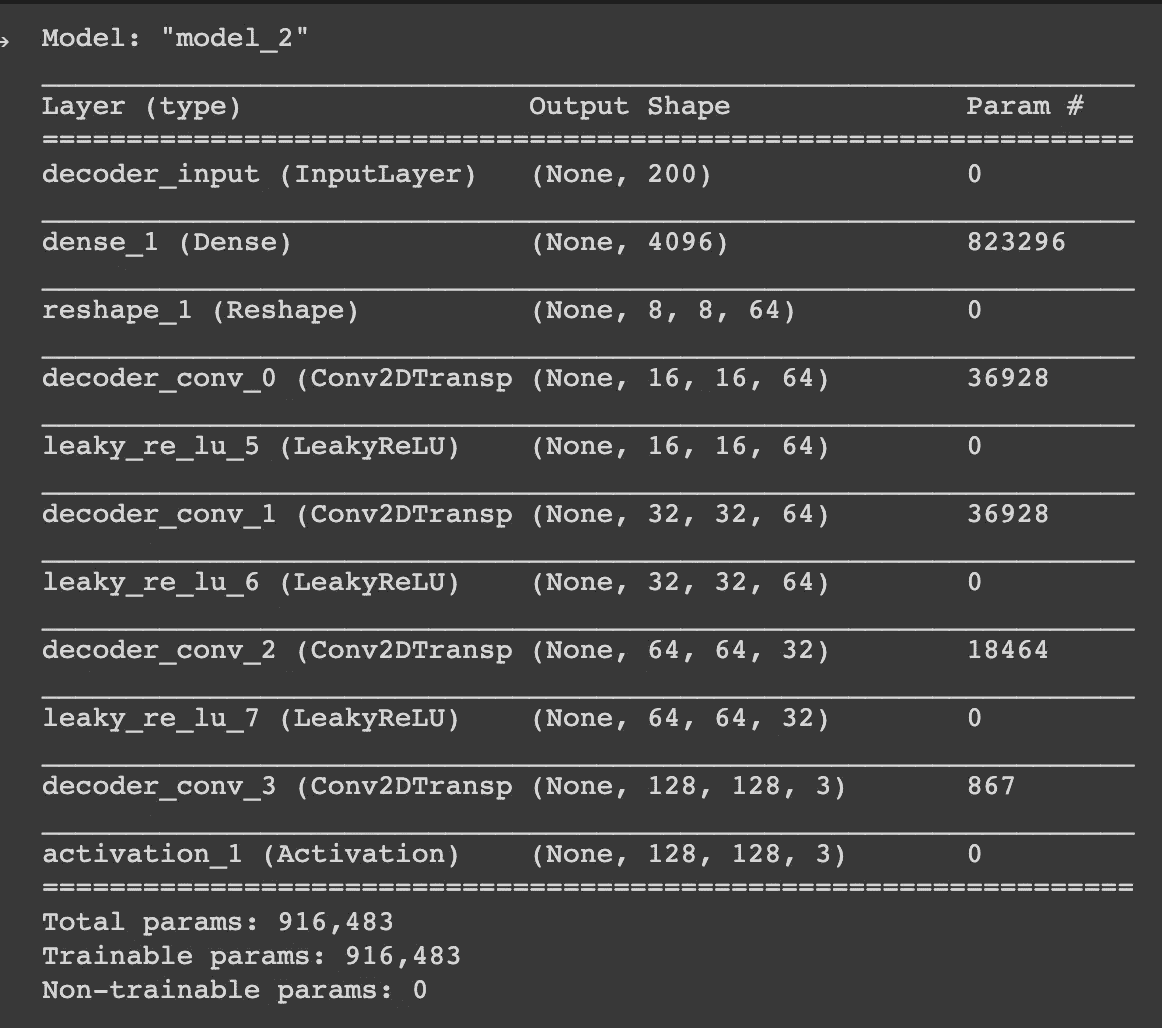 Model: "model_2"
Layer (type) Output Shape Param #
decoder_input (InputLayer) (None, 200) 0
dense_1 (Dense) (None, 4096) 823296
reshape_1 (Reshape) (None, 8, 8, 64) 0
decoder_conv_0 (Conv2DTransp (None, 16, 16, 64) 36928
leaky_re_lu_5 (LeakyReLU) (None, 16, 16, 64) 0
decoder_conv_1 (Conv2DTransp (None, 32, 32, 64) 36928
leaky_re_lu_6 (LeakyReLU) (None, 32, 32, 64) 0
decoder_conv_2 (Conv2DTransp (None, 64, 64, 32) 18464
leaky_re_lu_7 (LeakyReLU) (None, 64, 64, 32) 0
decoder_conv_3 (Conv2DTransp (None, 128, 128, 3) 867
activation_1 (Activation) (None, 128, 128, 3) 0
Total params: 916,483
Trainable params: 916,483
Non-trainable params: 0